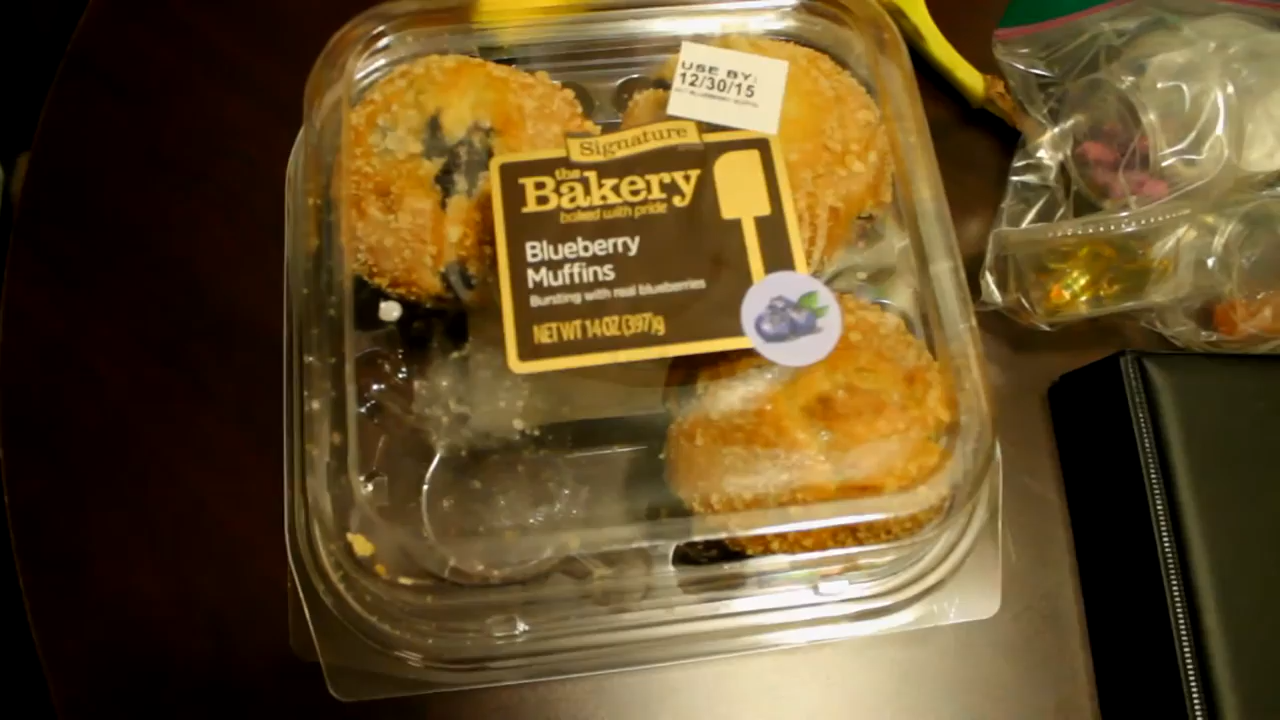 USE BY:
12/30/15
Signature
the
Bakery
baked with pride
Blueberry
Muffins
Bursting with real blueberries
NET WT 14 OZ (397)g